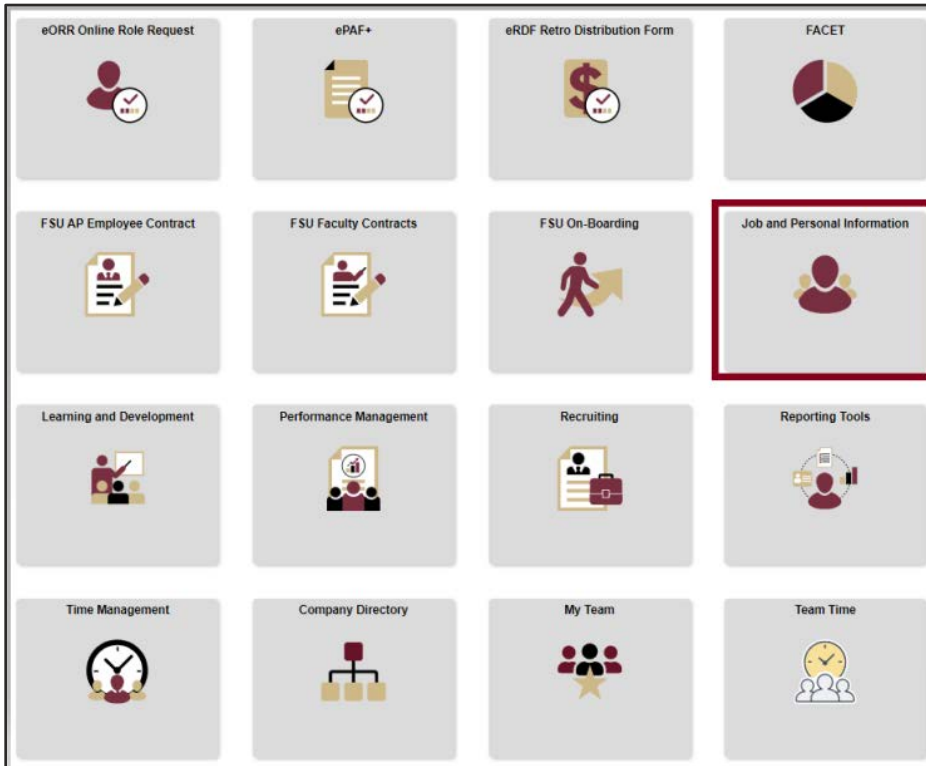 eORR Online Role Request
ePAF+
eRDF Retro Distribution Form
FACET
FSU AP Employee Contract
FSU Faculty Contracts
FSU On-Boarding
Job and Personal Information
Learning and Development
Performance Management
Recruiting
Reporting Tools
Time Management
Company Directory
My Team
Team Time